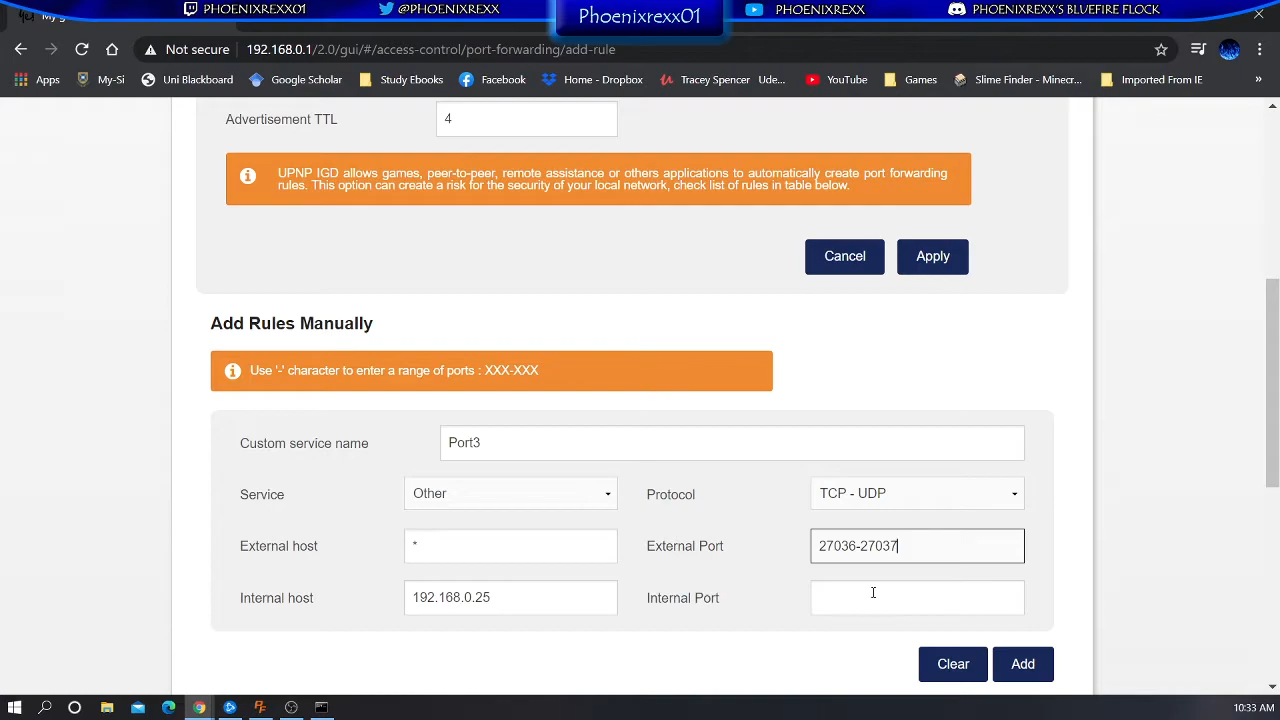 PHOENIXREXX01
@PHOENIXREXX
Phoenixrexx01
PHOENIXREXX
PHOENIXREXX'S BLUEFIRE FLOCK
Not secure
192.168.0.1/2.0/gui/#/access-control/port-forwarding/add-rule
Apps
My-Si
Uni Blackboard
Google Scholar
Study Ebooks
Facebook
Home - Dropbox
Tracey Spencer Ude...
YouTube
Games
Slime Finder - Minecr...
Imported From IE
»
Advertisement TTL
4
UPNP IGD allows games, peer-to-peer, remote assistance or others applications to automatically create port forwarding
rules. This option can create a risk for the security of your local network, check list of rules in table below.
Cancel
Apply
Add Rules Manually
Use '-' character to enter a range of ports : XXX-XXX
Custom service name
Port3
Service
Other
Protocol
TCP - UDP
External host
*
External Port
27036-27037
Internal host
192.168.0.25
Internal Port
Clear
Add
10:33 AM